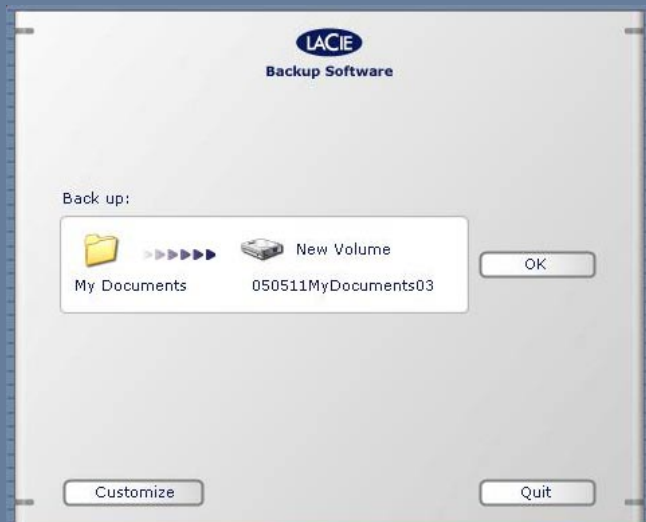 LACIE
Backup Software
Back up:
New Volume
My Documents 050511MyDocuments03
OK
Customize
Quit